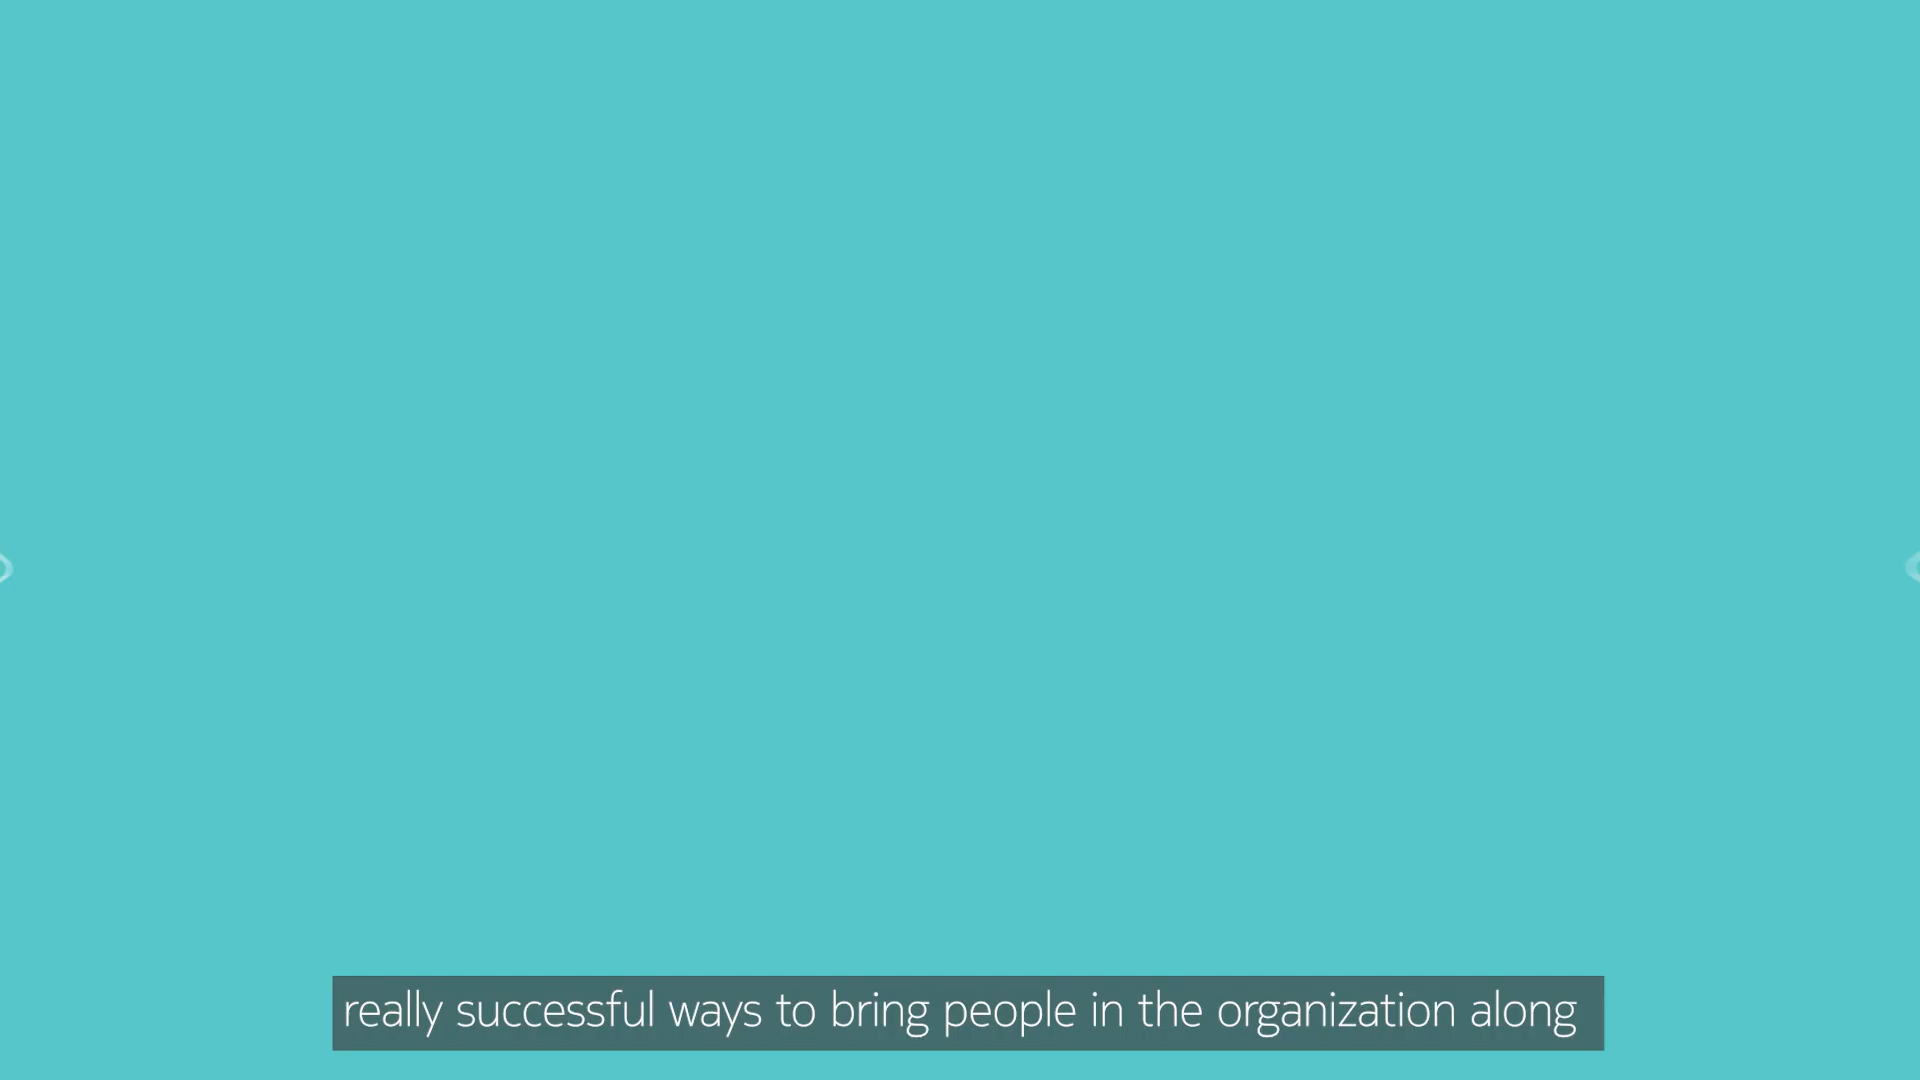 really successful ways to bring people in the organization along